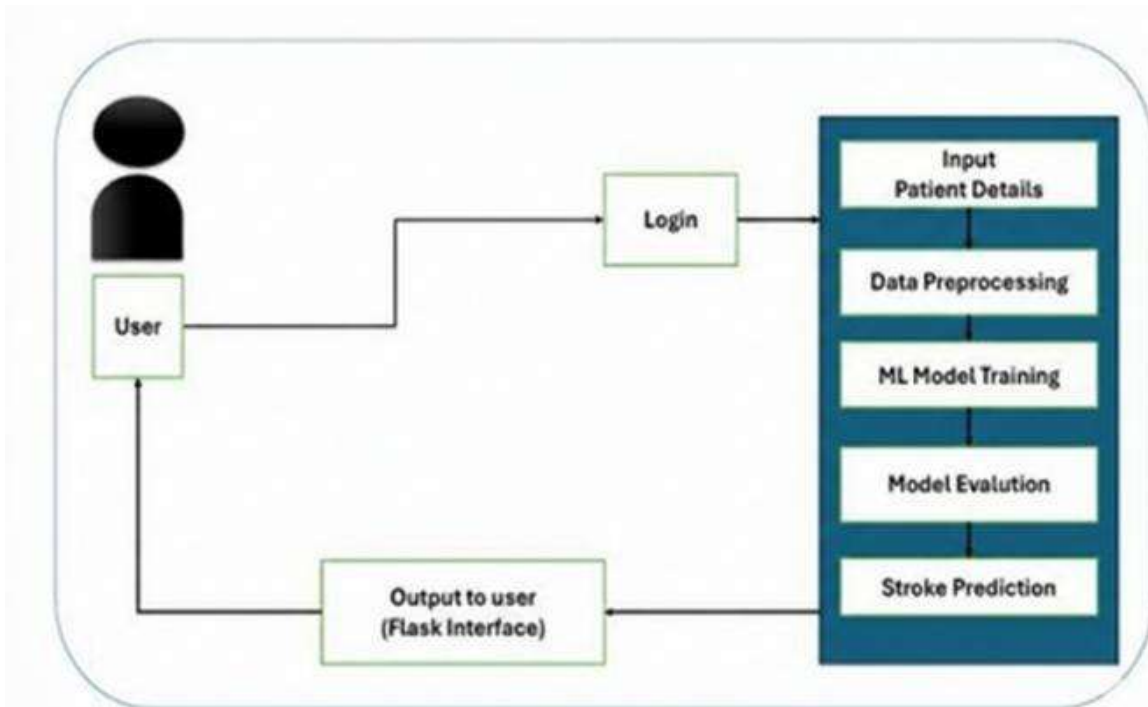 User
Login
Input
Patient Details
Data Preprocessing
ML Model Training
Model Evalution
Stroke Prediction
Output to user
(Flask Interface)